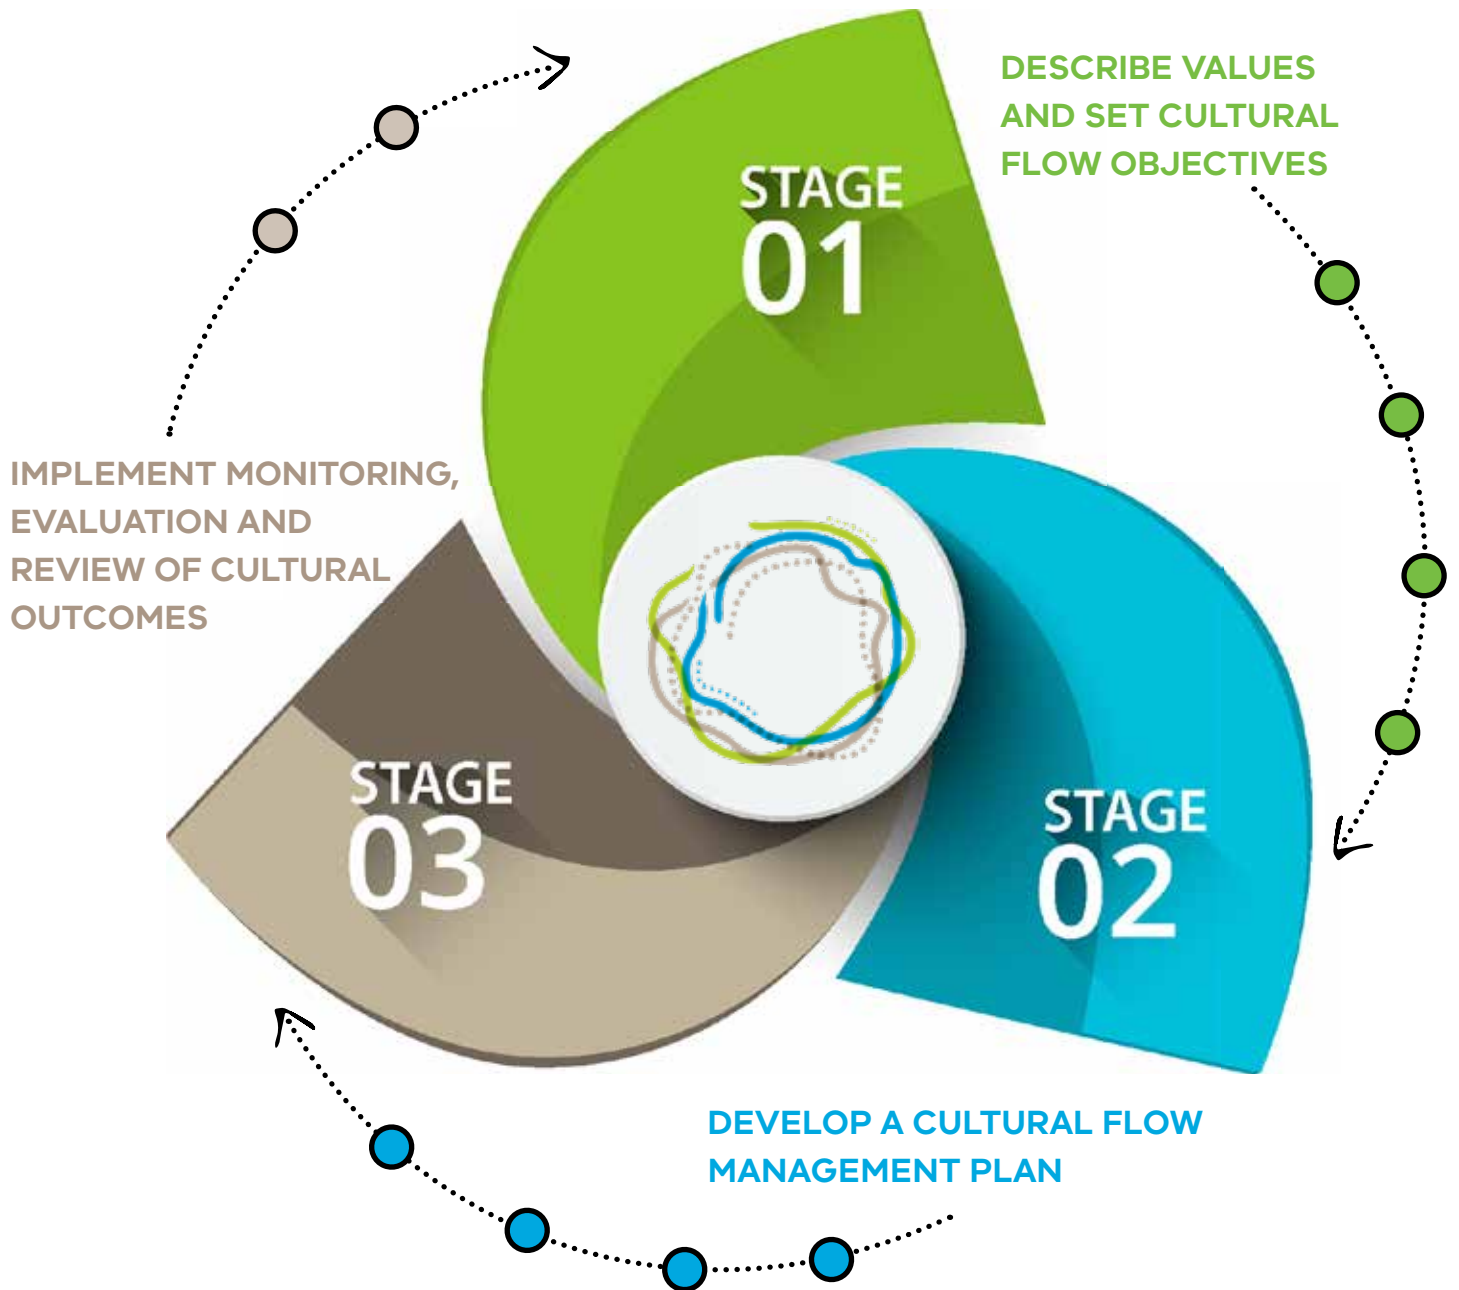 DESCRIBE VALUES
AND SET CULTURAL
FLOW OBJECTIVES
STAGE
01
IMPLEMENT MONITORING,
EVALUATION AND
REVIEW OF CULTURAL
OUTCOMES
STAGE
03
STAGE
02
DEVELOP A CULTURAL FLOW
MANAGEMENT PLAN